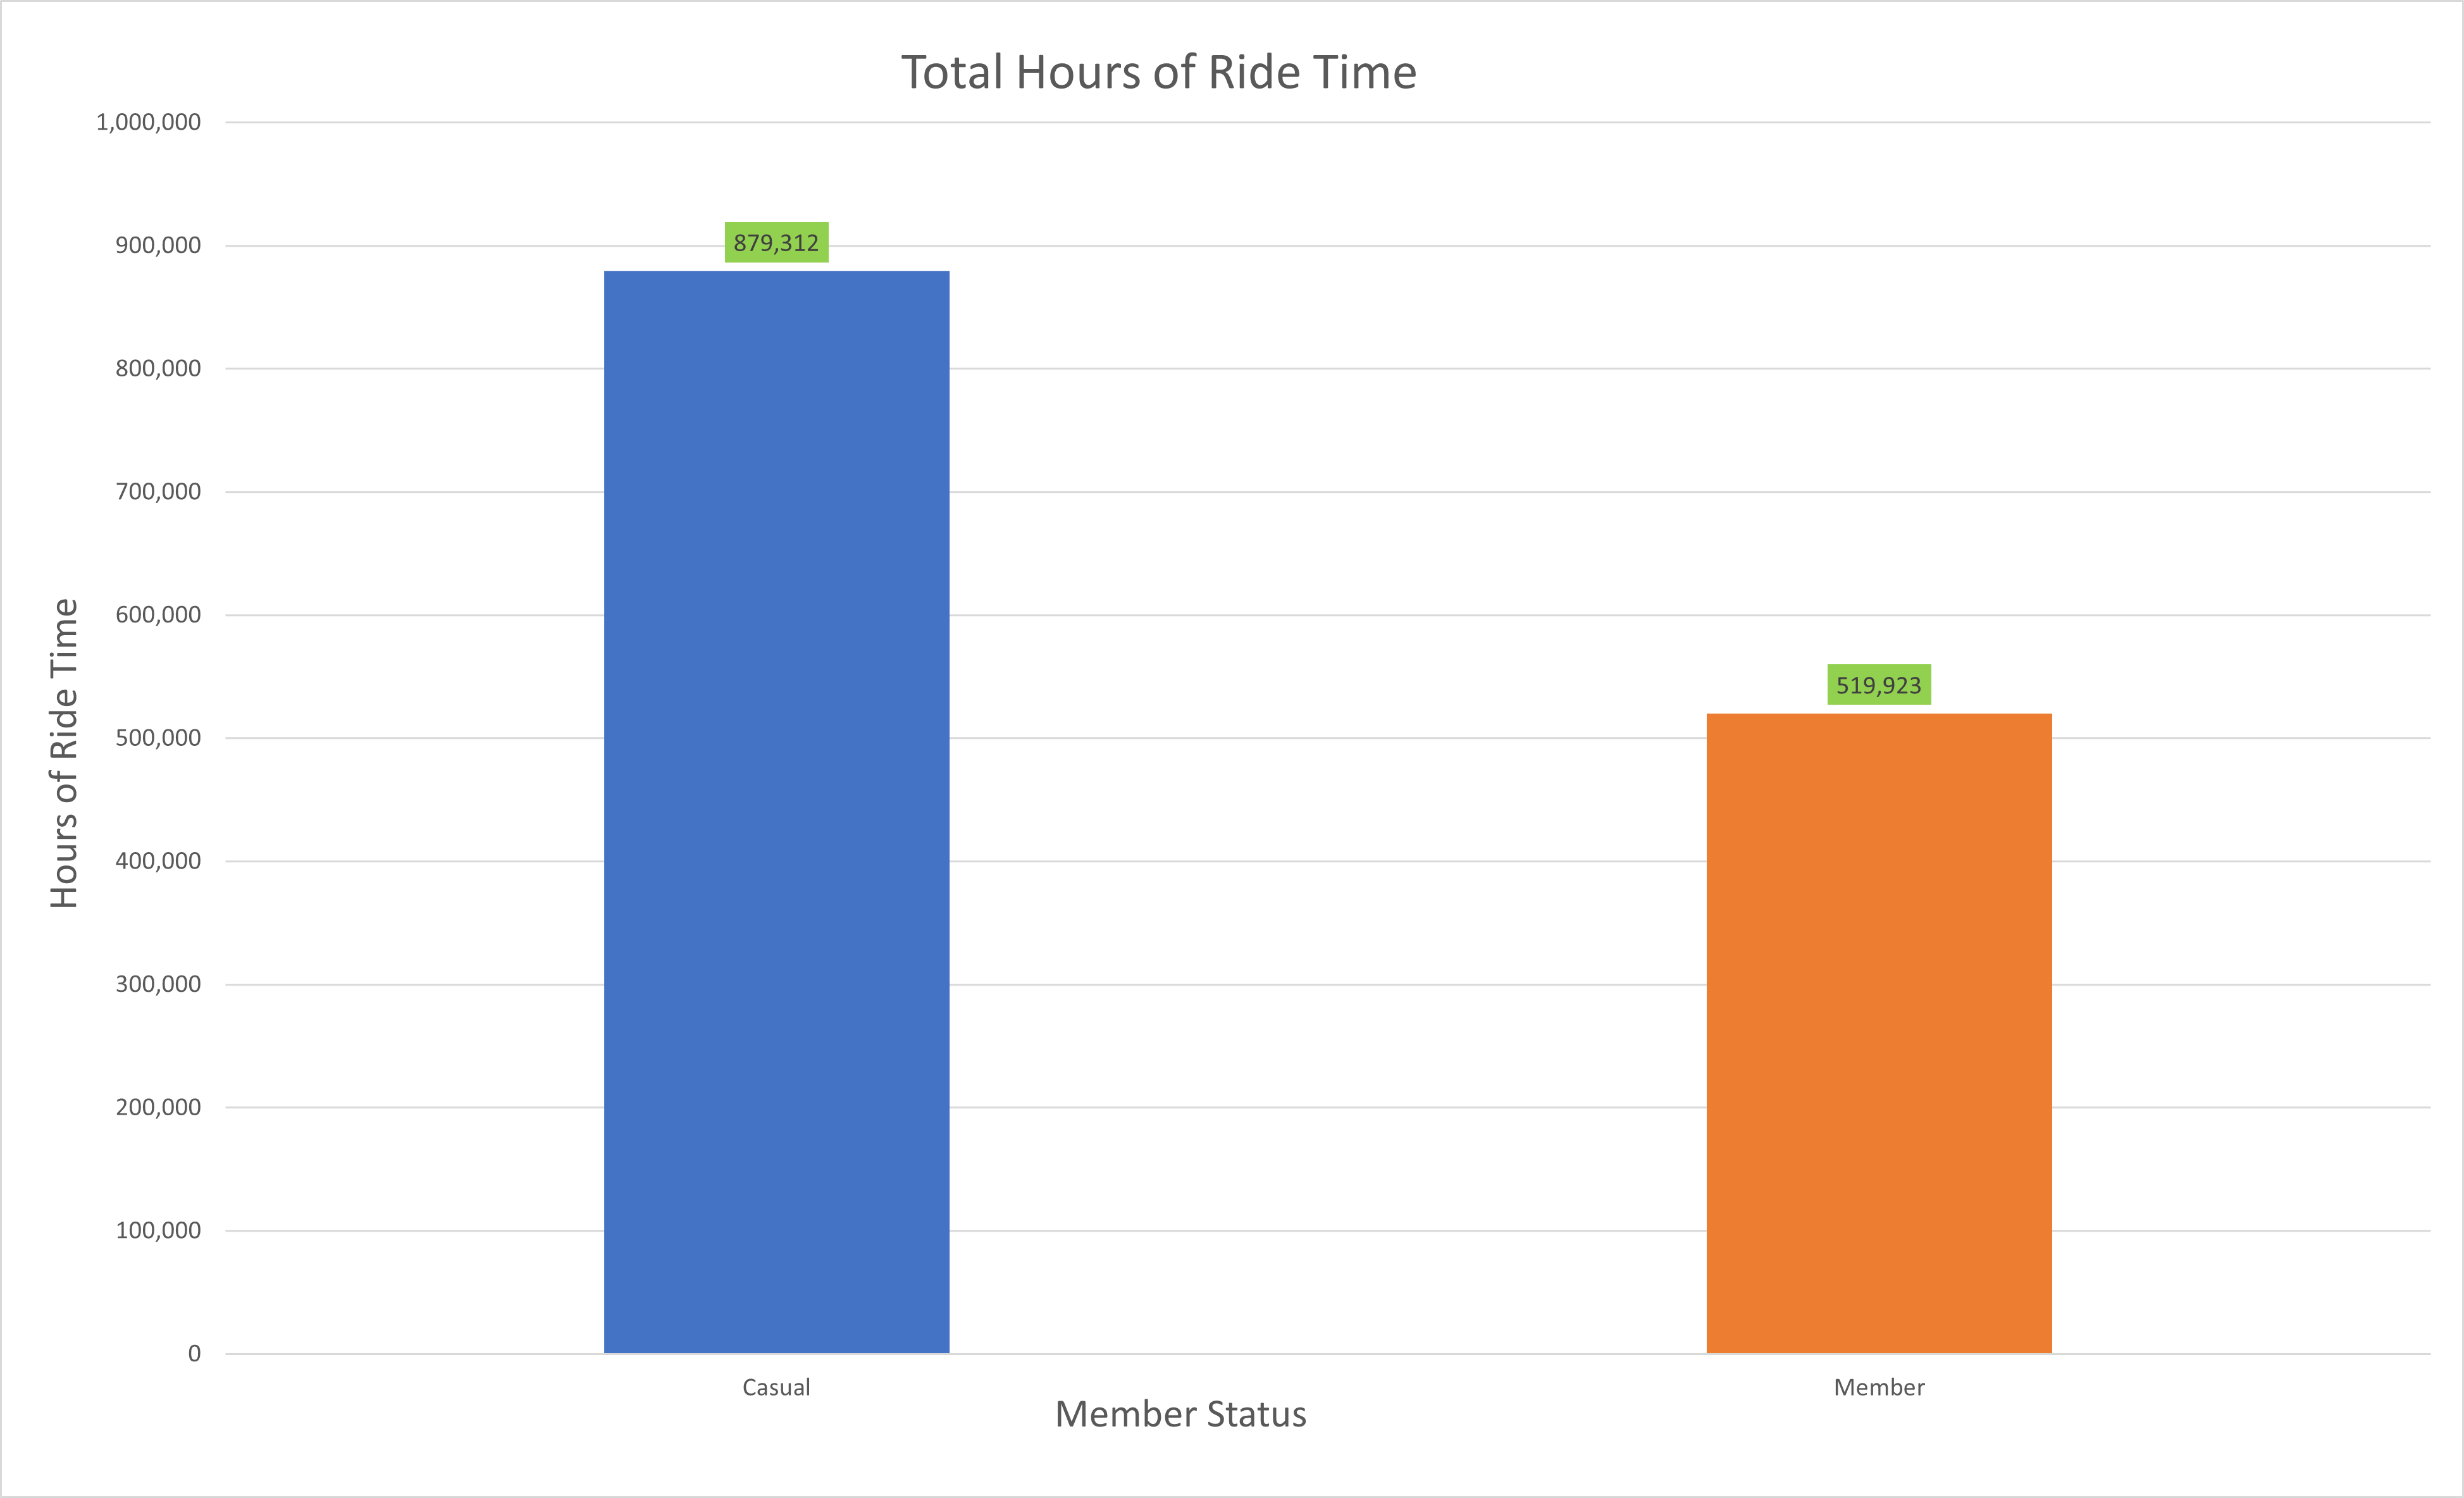 Total Hours of Ride Time
Hours of Ride Time
1,000,000
900,000
800,000
700,000
600,000
500,000
400,000
300,000
200,000
100,000
0
879,312
519,923
Casual
Member
Member Status